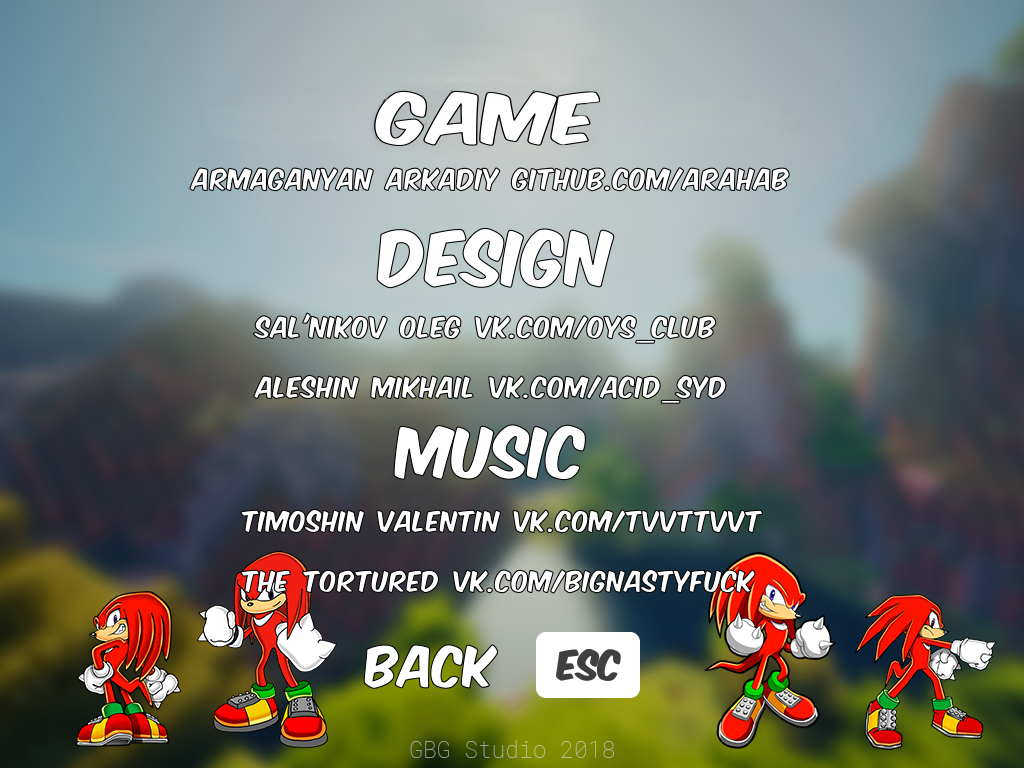 GAME
ARMAGANYAN ARKADIY GITHUB.COM/ARAHAB
DESIGN
SAL'NIKOV OLEG VK.COM/OYS_CLUB
ALESHIN MIKHAIL VK.COM/ACID_SYD
MUSIC
TIMOSHIN VALENTIN VK.COM/TVVTTVVT
THE TORTURED VK.COM/BIGNASTYFUCK
BACK ESC
GBG Studio 2018